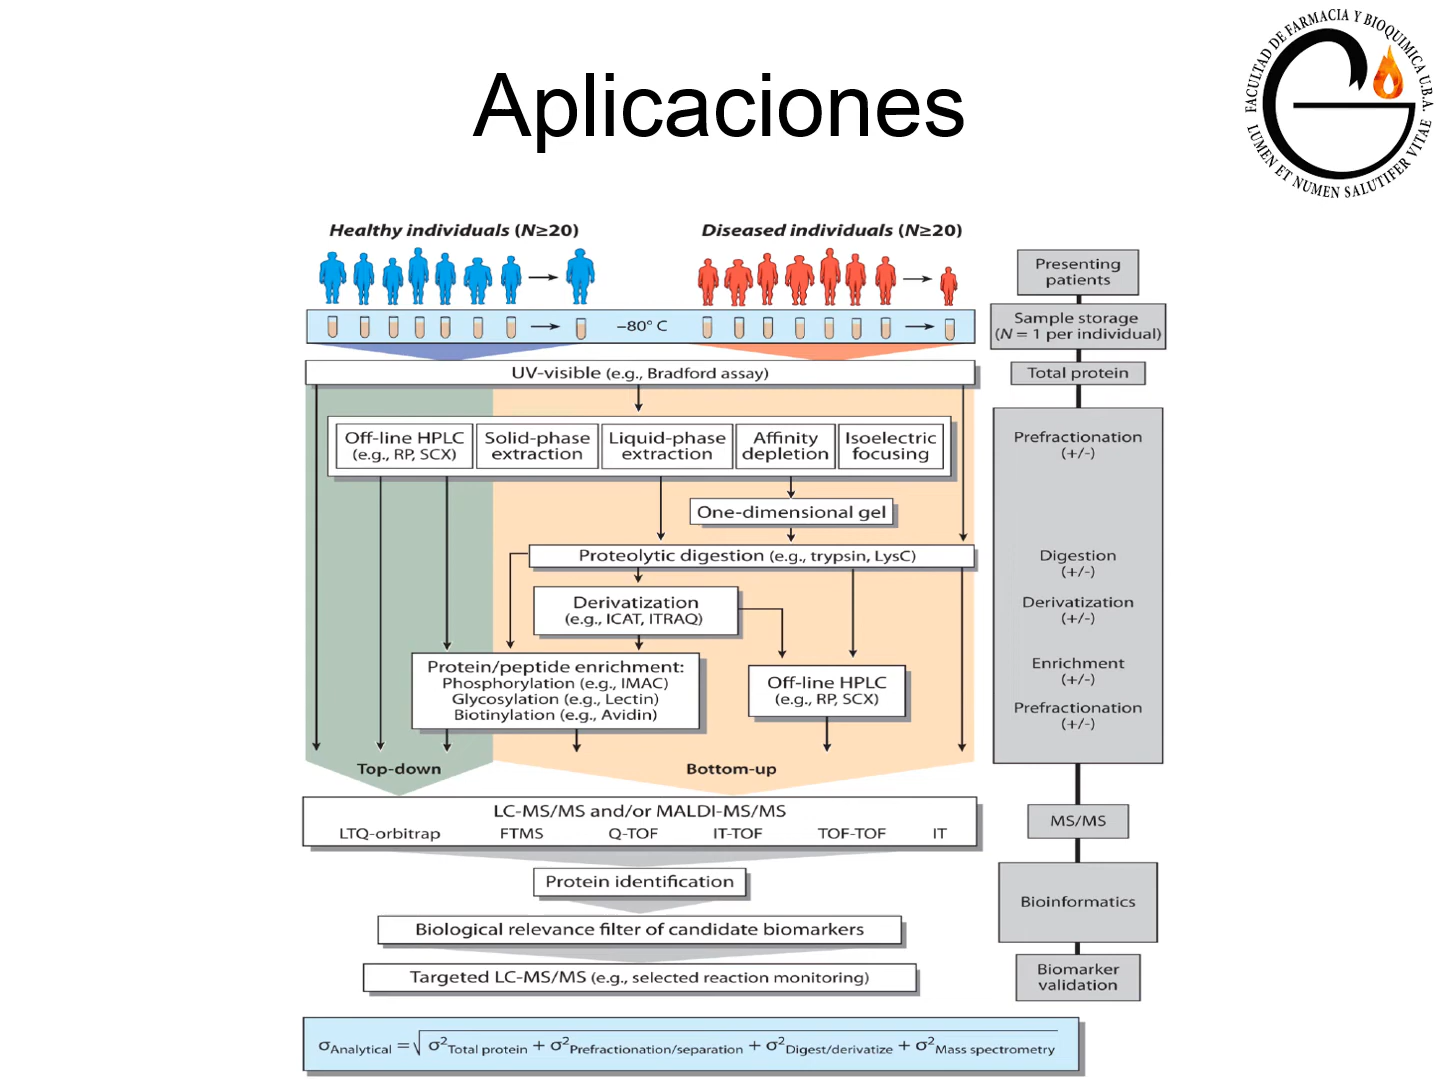 Aplicaciones
FACULTAD DE FARMACIA Y BIOQUIMICA U.B.A.
LUMEN ET NUMEN SALUTIFER VITAE
Healthy individuals (N≥20)
Diseased individuals (N≥20)
Presenting
patients
–80° C
Sample storage
(N = 1 per individual)
UV-visible (e.g., Bradford assay)
Total protein
Off-line HPLC
(e.g., RP, SCX)
Solid-phase
extraction
Liquid-phase
extraction
Affinity
depletion
Isoelectric
focusing
Prefractionation
(+/-)
One-dimensional gel
Proteolytic digestion (e.g., trypsin, LysC)
Digestion
(+/-)
Derivatization
(e.g., ICAT, ITRAQ)
Derivatization
(+/-)
Protein/peptide enrichment:
Phosphorylation (e.g., IMAC)
Glycosylation (e.g., Lectin)
Biotinylation (e.g., Avidin)
Off-line HPLC
(e.g., RP, SCX)
Enrichment
(+/-)
Prefractionation
(+/-)
Top-down
Bottom-up
LC-MS/MS and/or MALDI-MS/MS
LTQ-orbitrap FTMS Q-TOF IT-TOF TOF-TOF IT
MS/MS
Protein identification
Biological relevance filter of candidate biomarkers
Bioinformatics
Targeted LC-MS/MS (e.g., selected reaction monitoring)
Biomarker
validation
σAnalytical = √σ²Total protein + σ²Prefractionation/separation + σ²Digest/derivatize + σ²Mass spectrometry